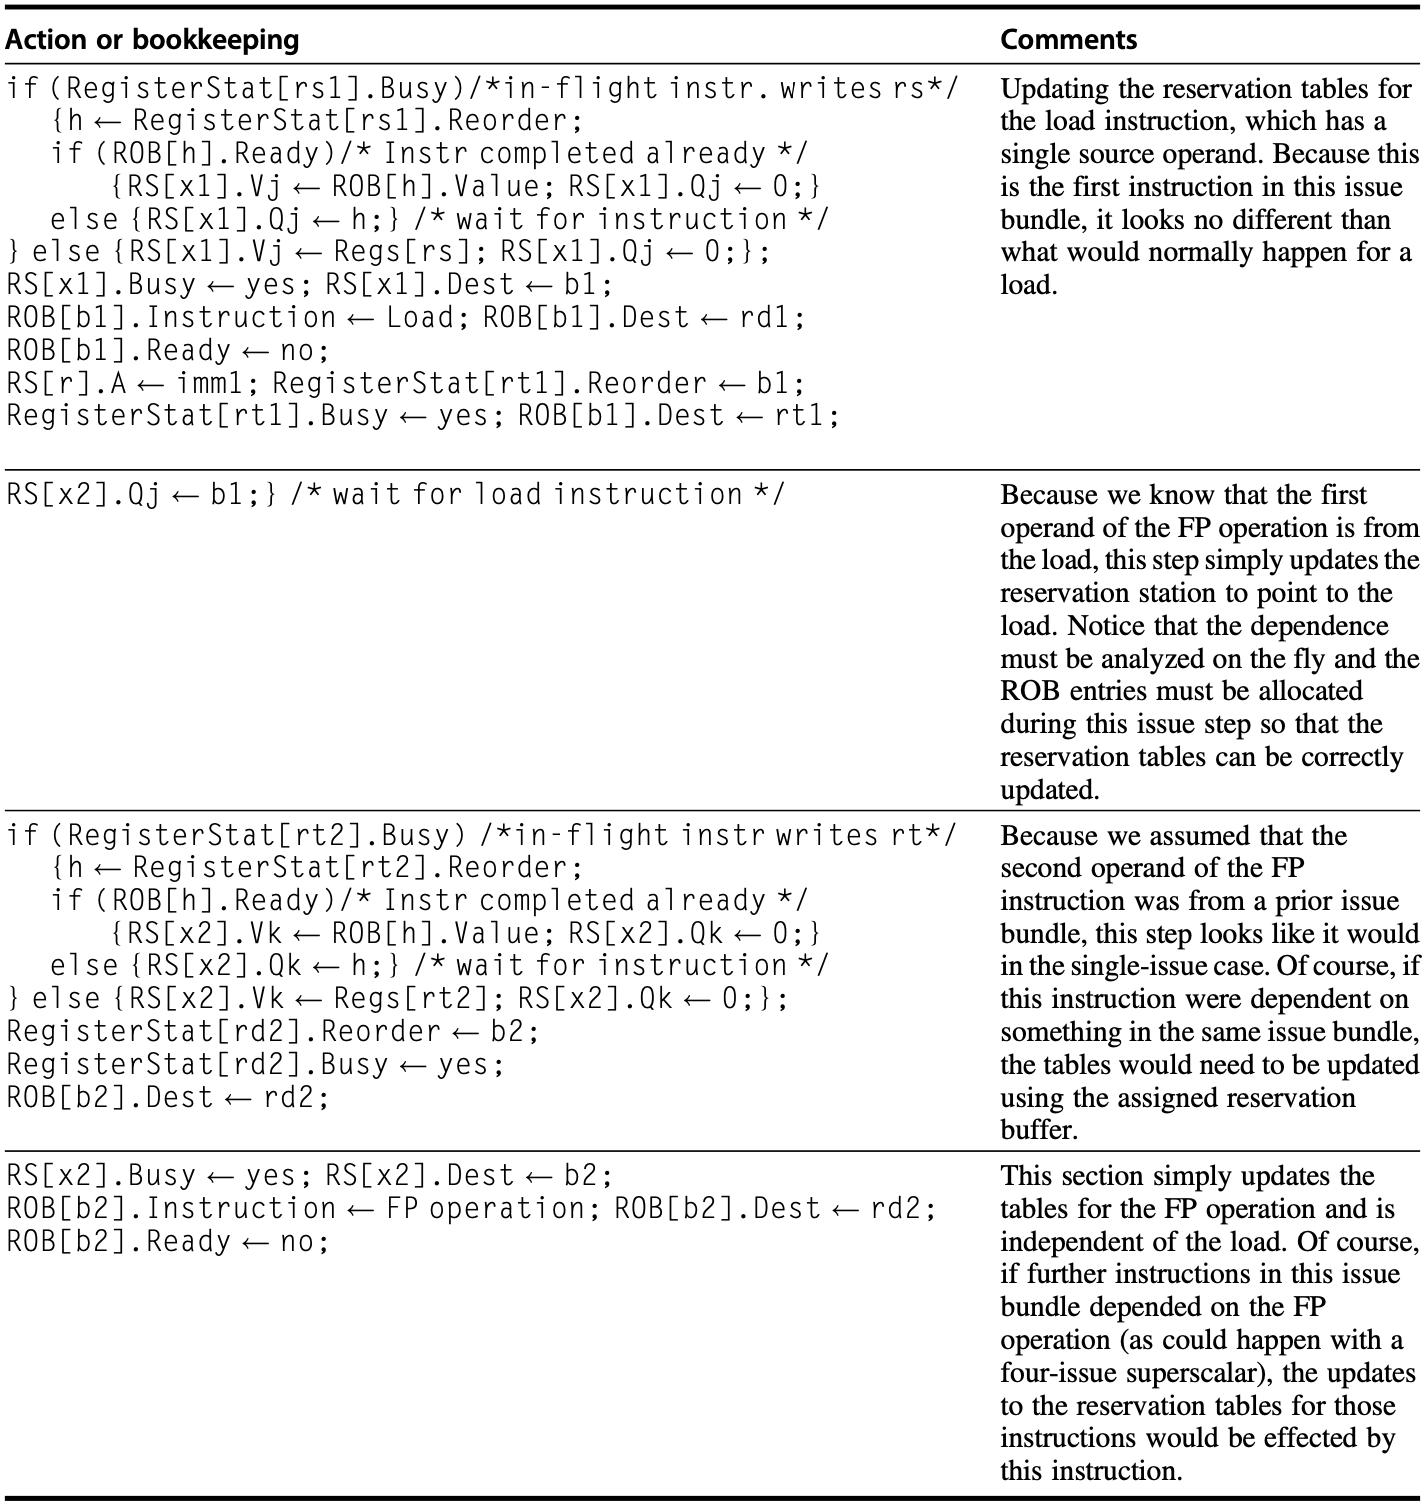 Action or bookkeeping
Comments
if (RegisterStat[rs1].Busy)/*in-flight instr. writes rs*/
{h ← RegisterStat[rs1].Reorder;
if (ROB[h].Ready)/* Instr completed already */
{RS[x1].Vj ← ROB[h].Value; RS[x1].Qj ← 0;}
else {RS[x1].Qj ← h;} /* wait for instruction */
} else {RS[x1].Vj ← Regs[rs]; RS[x1].Qj ← 0;};
RS[x1].Busy ← yes; RS[x1].Dest ← b1;
ROB[b1].Instruction ← Load; ROB[b1].Dest ← rd1;
ROB[b1].Ready ← no;
RS[r].A ← imm1; RegisterStat[rt1].Reorder ← b1;
RegisterStat[rt1].Busy ← yes; ROB[b1].Dest ← rt1;
Updating the reservation tables for
the load instruction, which has a
single source operand. Because this
is the first instruction in this issue
bundle, it looks no different than
what would normally happen for a
load.
RS[x2].Qj ← b1;} /* wait for load instruction */
Because we know that the first
operand of the FP operation is from
the load, this step simply updates the
reservation station to point to the
load. Notice that the dependence
must be analyzed on the fly and the
ROB entries must be allocated
during this issue step so that the
reservation tables can be correctly
updated.
if (RegisterStat[rt2].Busy) /*in-flight instr writes rt*/
{h ← RegisterStat[rt2].Reorder;
if (ROB[h].Ready)/* Instr completed already */
{RS[x2].Vk ← ROB[h].Value; RS[x2].Qk ← 0;}
else {RS[x2].Qk ← h;} /* wait for instruction */
} else {RS[x2].Vk ← Regs[rt2]; RS[x2].Qk ← 0;};
RegisterStat[rd2].Reorder ← b2;
RegisterStat[rd2].Busy ← yes;
ROB[b2].Dest ← rd2;
Because we assumed that the
second operand of the FP
instruction was from a prior issue
bundle, this step looks like it would
in the single-issue case. Of course, if
this instruction were dependent on
something in the same issue bundle,
the tables would need to be updated
using the assigned reservation
buffer.
RS[x2].Busy ← yes; RS[x2].Dest ← b2;
ROB[b2].Instruction ← FP operation; ROB[b2].Dest ← rd2;
ROB[b2].Ready ← no;
This section simply updates the
tables for the FP operation and is
independent of the load. Of course,
if further instructions in this issue
bundle depended on the FP
operation (as could happen with a
four-issue superscalar), the updates
to the reservation tables for those
instructions would be effected by
this instruction.